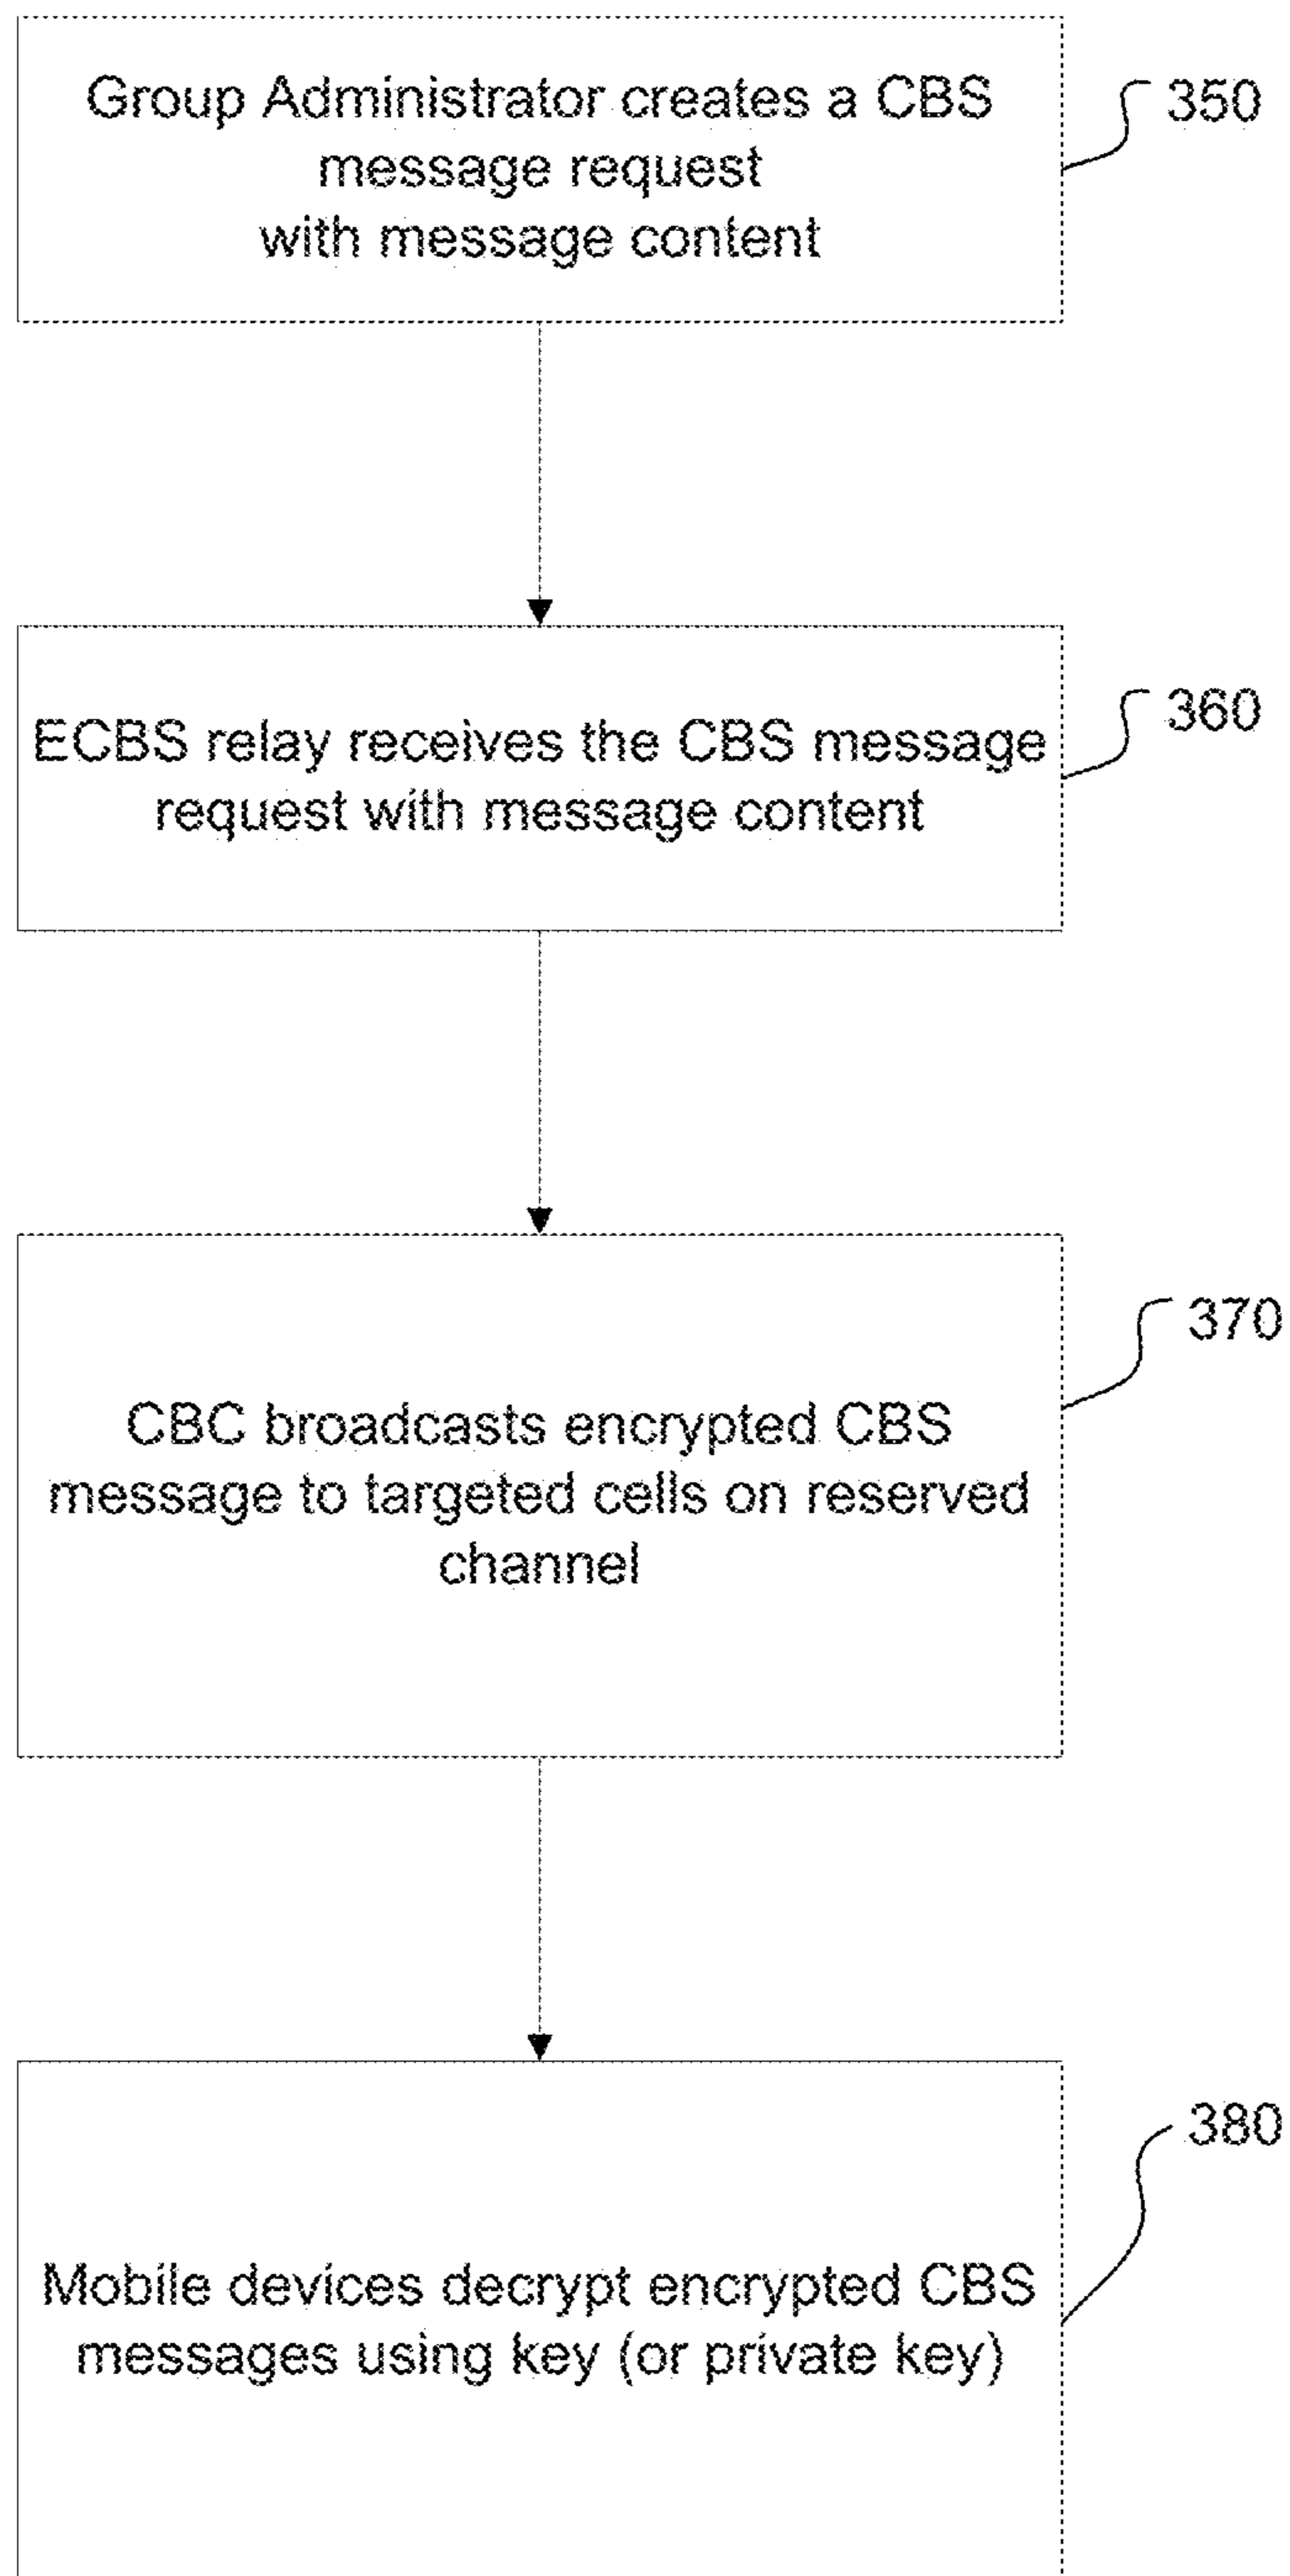 Group Administrator creates a CBS
message request
with message content
350
ECBS relay receives the CBS message
request with message content
360
CBC broadcasts encrypted CBS
message to targeted cells on reserved
channel
370
Mobile devices decrypt encrypted CBS
messages using key (or private key)
380